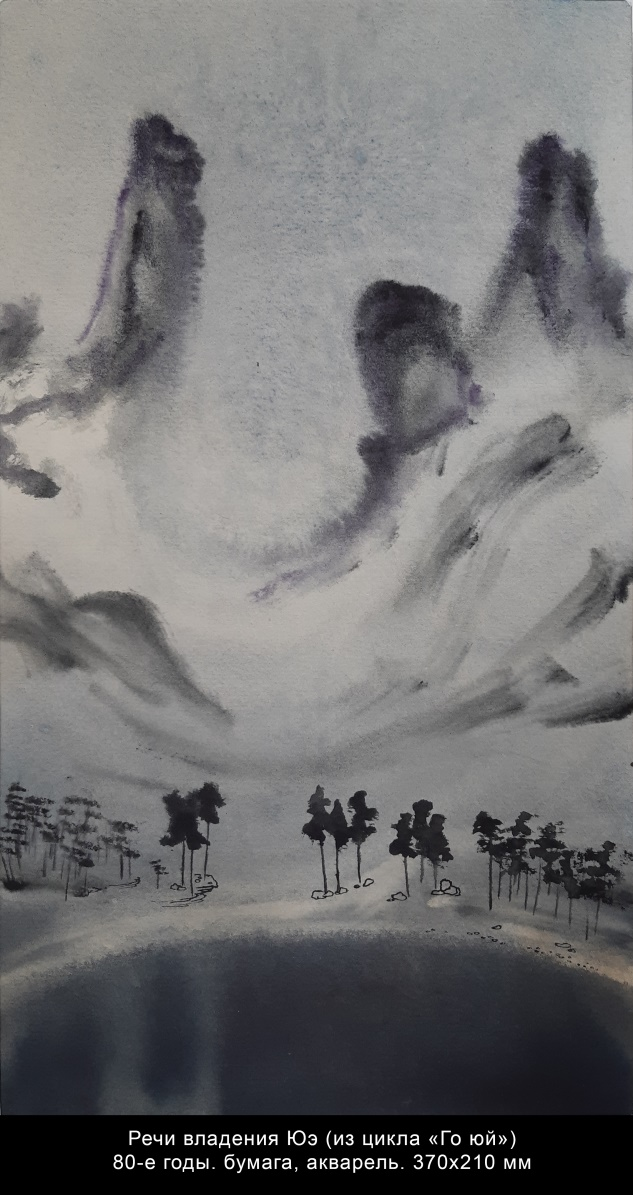 Речи владения Юэ (из цикла «Го юй»)
80-е годы. бумага, акварель. 370х210 мм